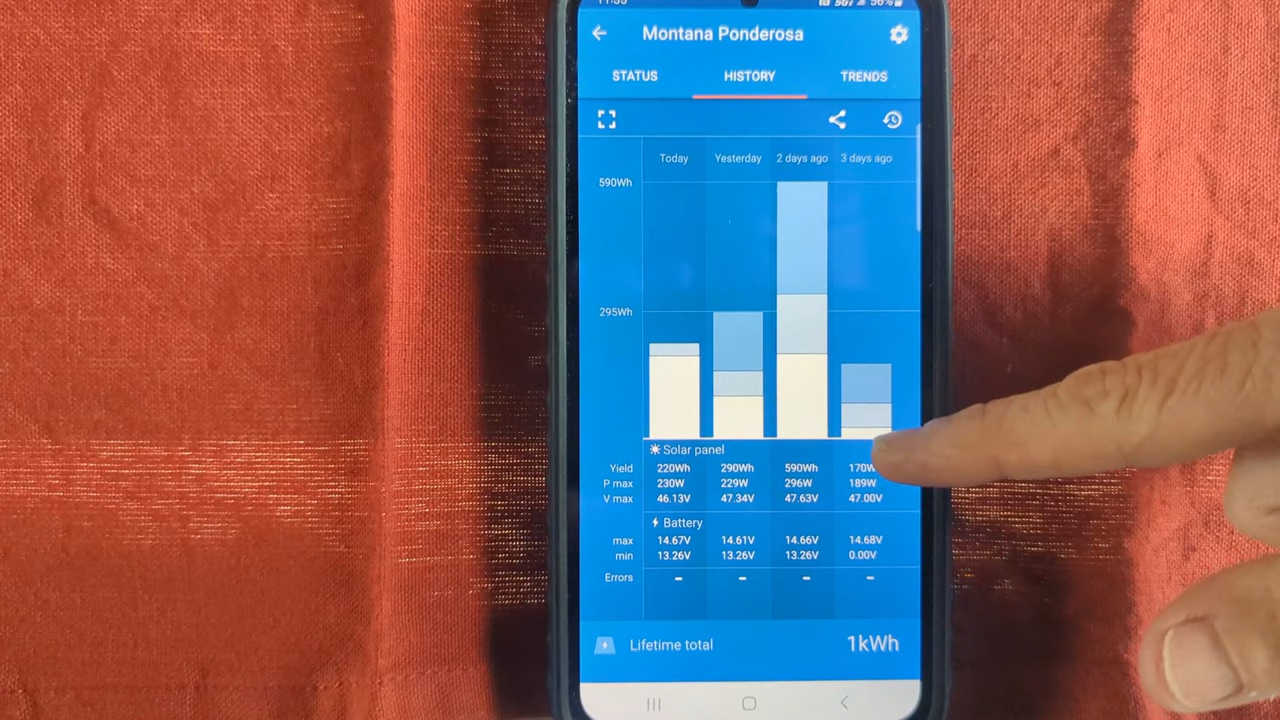 Montana Ponderosa
STATUS HISTORY TRENDS
Today Yesterday 2 days ago 3 days ago
590Wh
295Wh
Solar panel
Yield 220Wh 290Wh 590Wh 170W
P max 230W 229W 296W 189W
V max 46.13V 47.34V 47.63V 47.00V
Battery
max 14.67V 14.61V 14.66V 14.68V
min 13.26V 13.26V 13.26V 0.00V
Errors - - - -
Lifetime total 1kWh